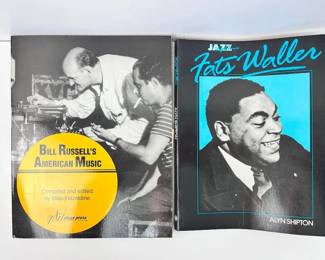 BILL RUSSELL'S
AMERICAN MUSIC
Compiled and edited
by Mike Hazeldine
JAZZ
Fats Waller
ALYN SHIPTON